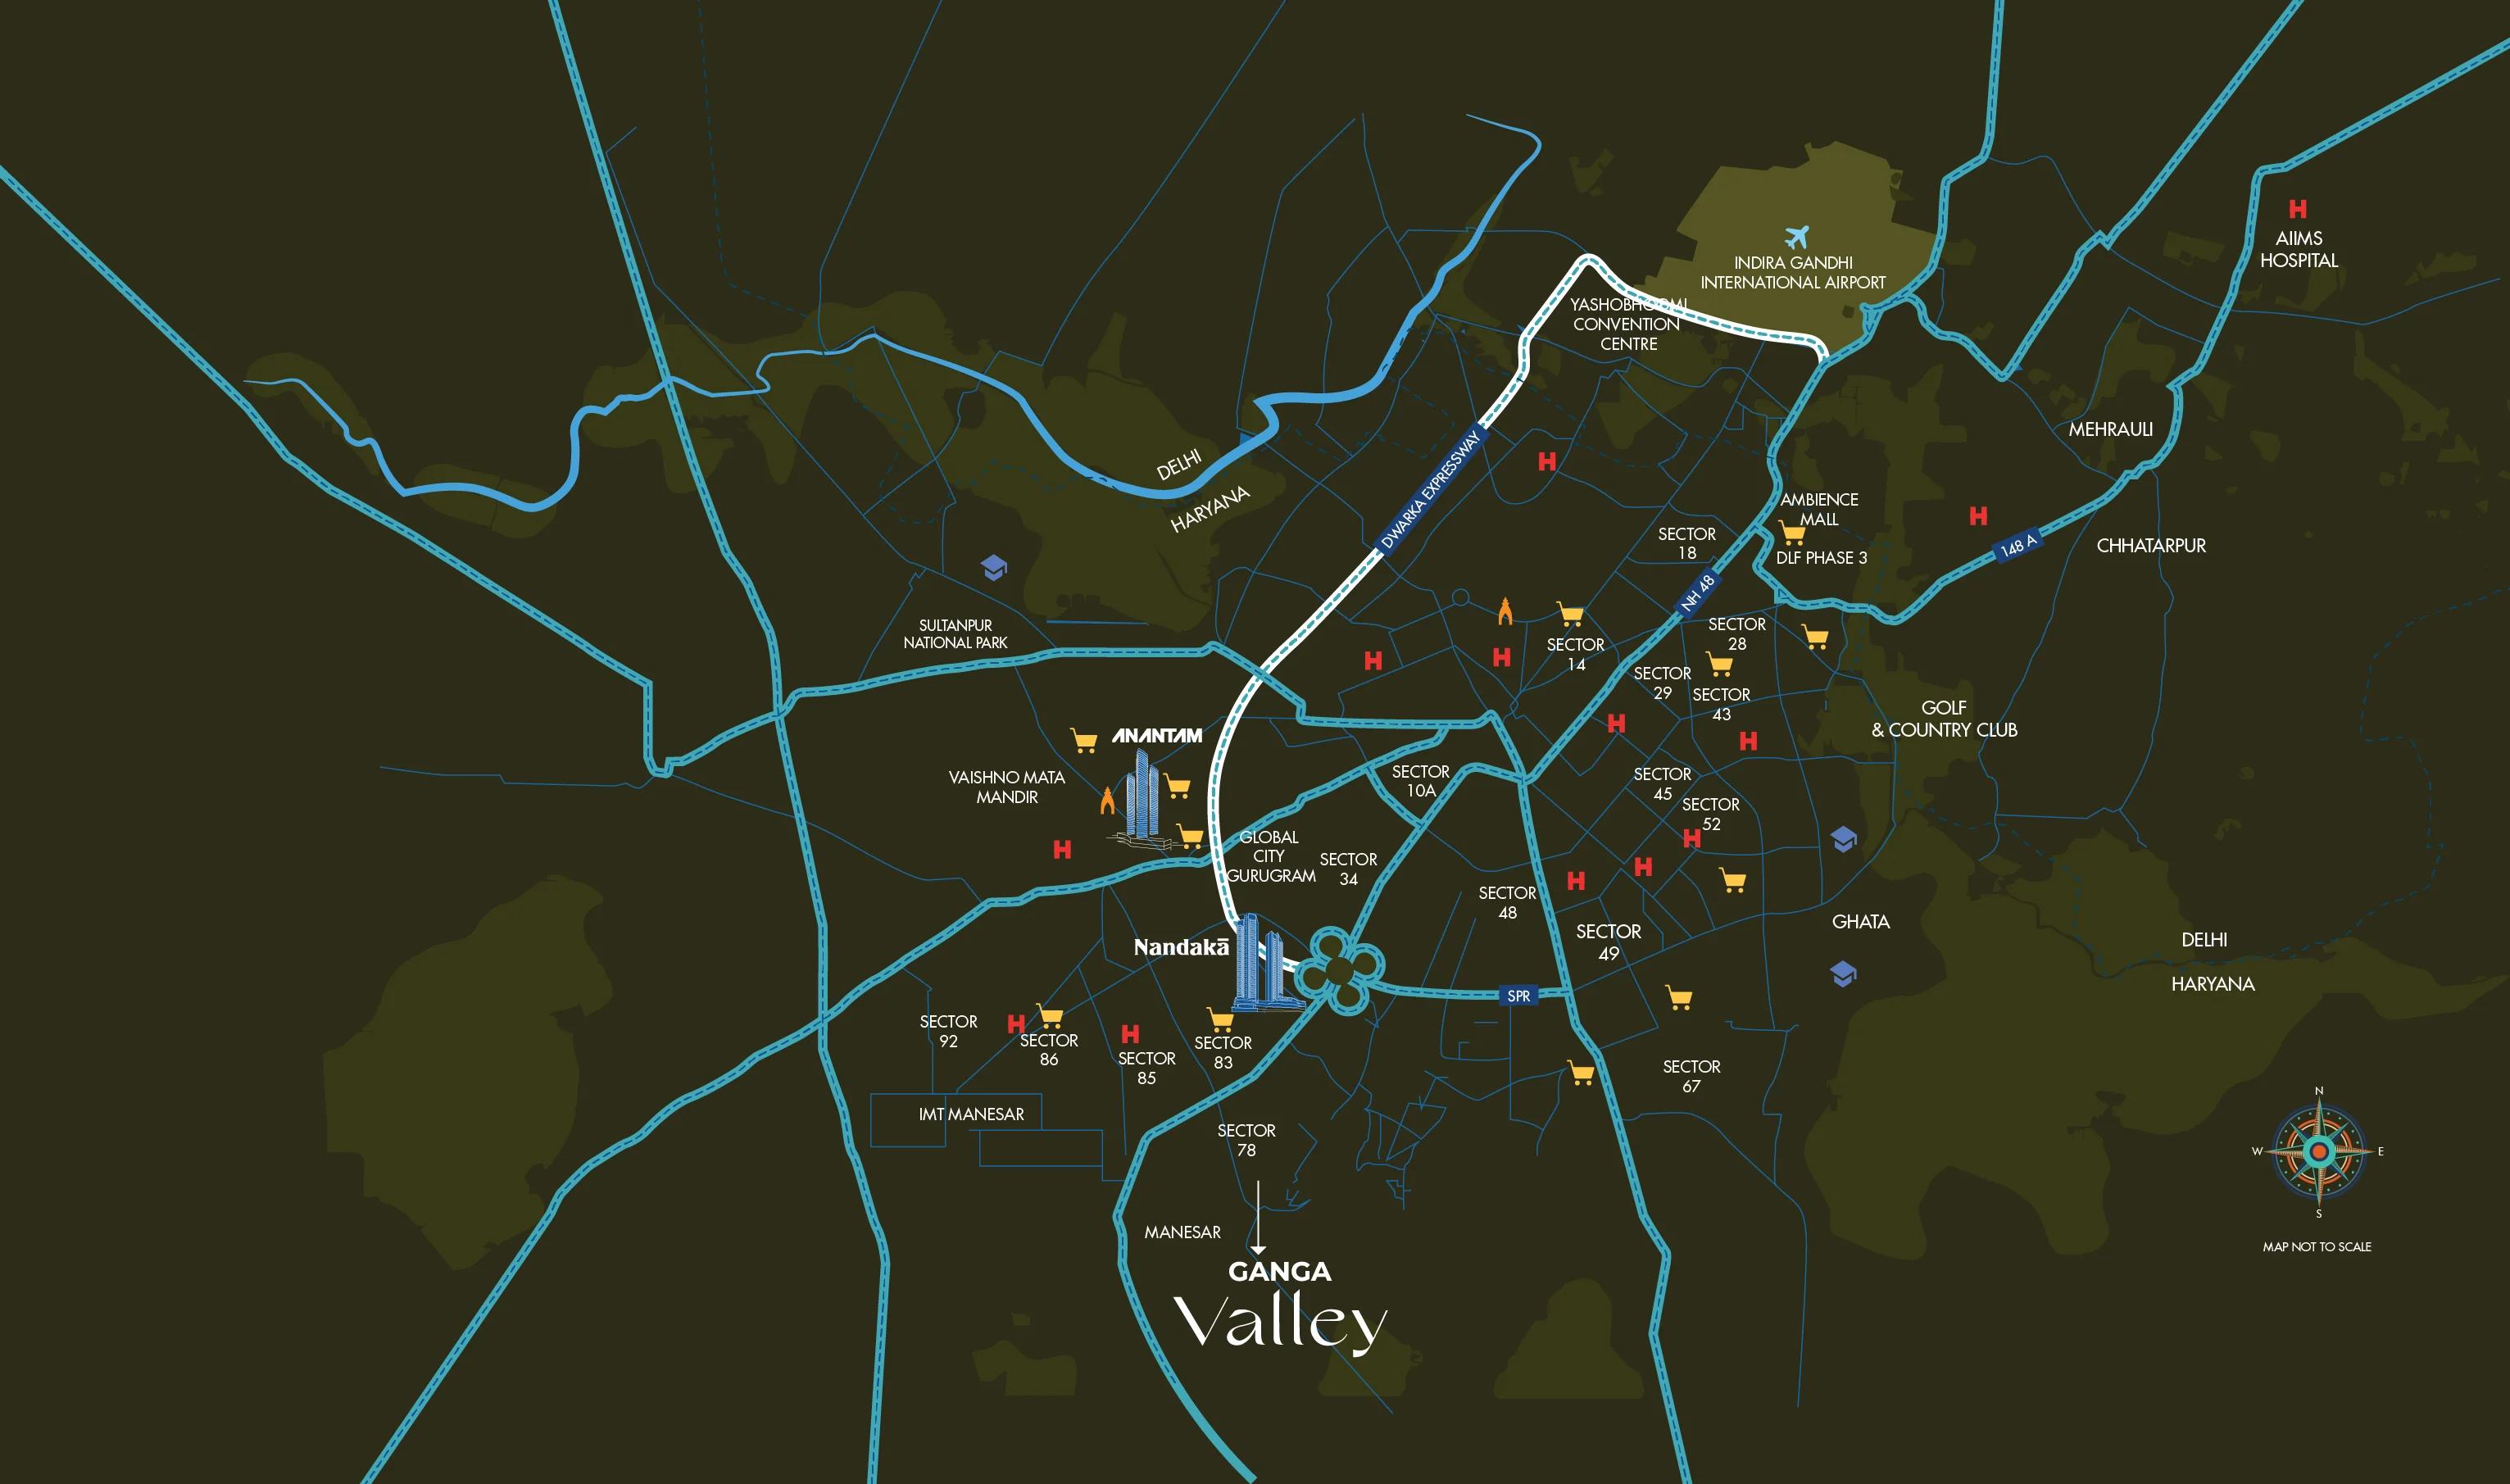 AIIMS
HOSPITAL
INDIRA GANDHI
INTERNATIONAL AIRPORT
YASHOBHOOMI
CONVENTION
CENTRE
MEHRAULI
DELHI
HARYANA
DWARKA EXPRESSWAY
AMBIENCE
MALL
DLF PHASE 3
148 A
CHHATARPUR
SECTOR
18
NH 48
SULTANPUR
NATIONAL PARK
SECTOR
14
SECTOR
28
SECTOR
29
SECTOR
43
GOLF
& COUNTRY CLUB
ANANTAM
VAISHNO MATA
MANDIR
SECTOR
10A
SECTOR
45
SECTOR
52
GLOBAL
CITY
GURUGRAM
SECTOR
34
SECTOR
48
SECTOR
49
GHATA
Nandakā
DELHI
HARYANA
SPR
SECTOR
92
SECTOR
86
SECTOR
85
SECTOR
83
SECTOR
67
IMT MANESAR
SECTOR
78
N
W
E
S
MANESAR
MAP NOT TO SCALE
GANGA
Valley